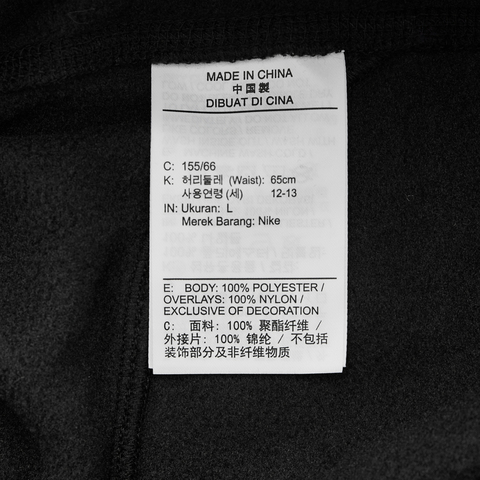 MADE IN CHINA
中国製
DIBUAT DI CINA
C: 155/66
K: 허리둘레 (Waist): 65cm
사용연령 (세) 12-13
IN: Ukuran: L
Merek Barang: Nike
E: BODY: 100% POLYESTER /
OVERLAYS: 100% NYLON /
EXCLUSIVE OF DECORATION
C: 面料: 100% 聚酯纤维 /
外接片: 100% 锦纶 / 不包括
装饰部分及非纤维物质